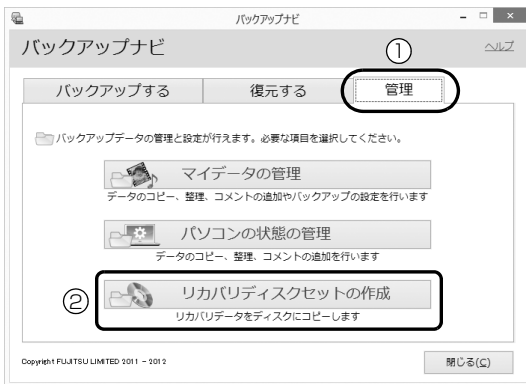 バックアップナビ
バックアップナビ
①
ヘルプ
バックアップする
復元する
管理
バックアップデータの管理と設定が行えます。必要な項目を選択してください。
マイデータの管理
データのコピー、整理、コメントの追加やバックアップの設定を行います
パソコンの状態の管理
データのコピー、整理、コメントの追加を行います
②
リカバリディスクセットの作成
リカバリデータをディスクにコピーします
Copyright FUJITSU LIMITED 2011 - 2012
閉じる(C)